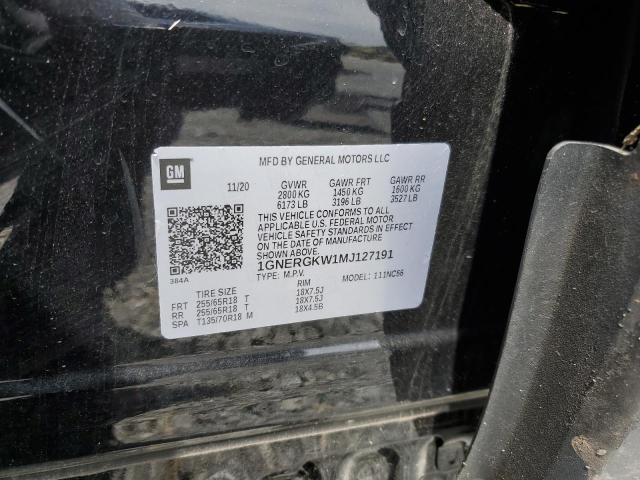 GM
MFD BY GENERAL MOTORS LLC
11/20 GVWR GAWR FRT GAWR RR
2800 KG 1450 KG 1600 KG
6173 LB 3196 LB 3527 LB
THIS VEHICLE CONFORMS TO ALL
APPLICABLE U.S. FEDERAL MOTOR
VEHICLE SAFETY STANDARDS IN EFFECT
ON THE DATE OF MANUFACTURE
SHOWN ABOVE.
1GNERGKW1MJ127191
384A
TYPE: M.P.V. MODEL: 111NC56
TIRE SIZE RIM
FRT 255/65R18 T 18X7.5J
RR 255/65R18 T 18X7.5J
SPA T135/70R18 M 18X4.5B